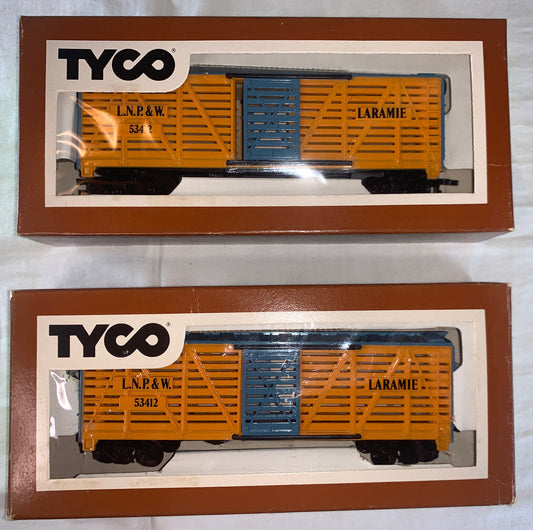 TYCO®
L.N.P.&W.
53412
LARAMIE
TYCO®
L.N.P.&W.
53412
LARAMIE